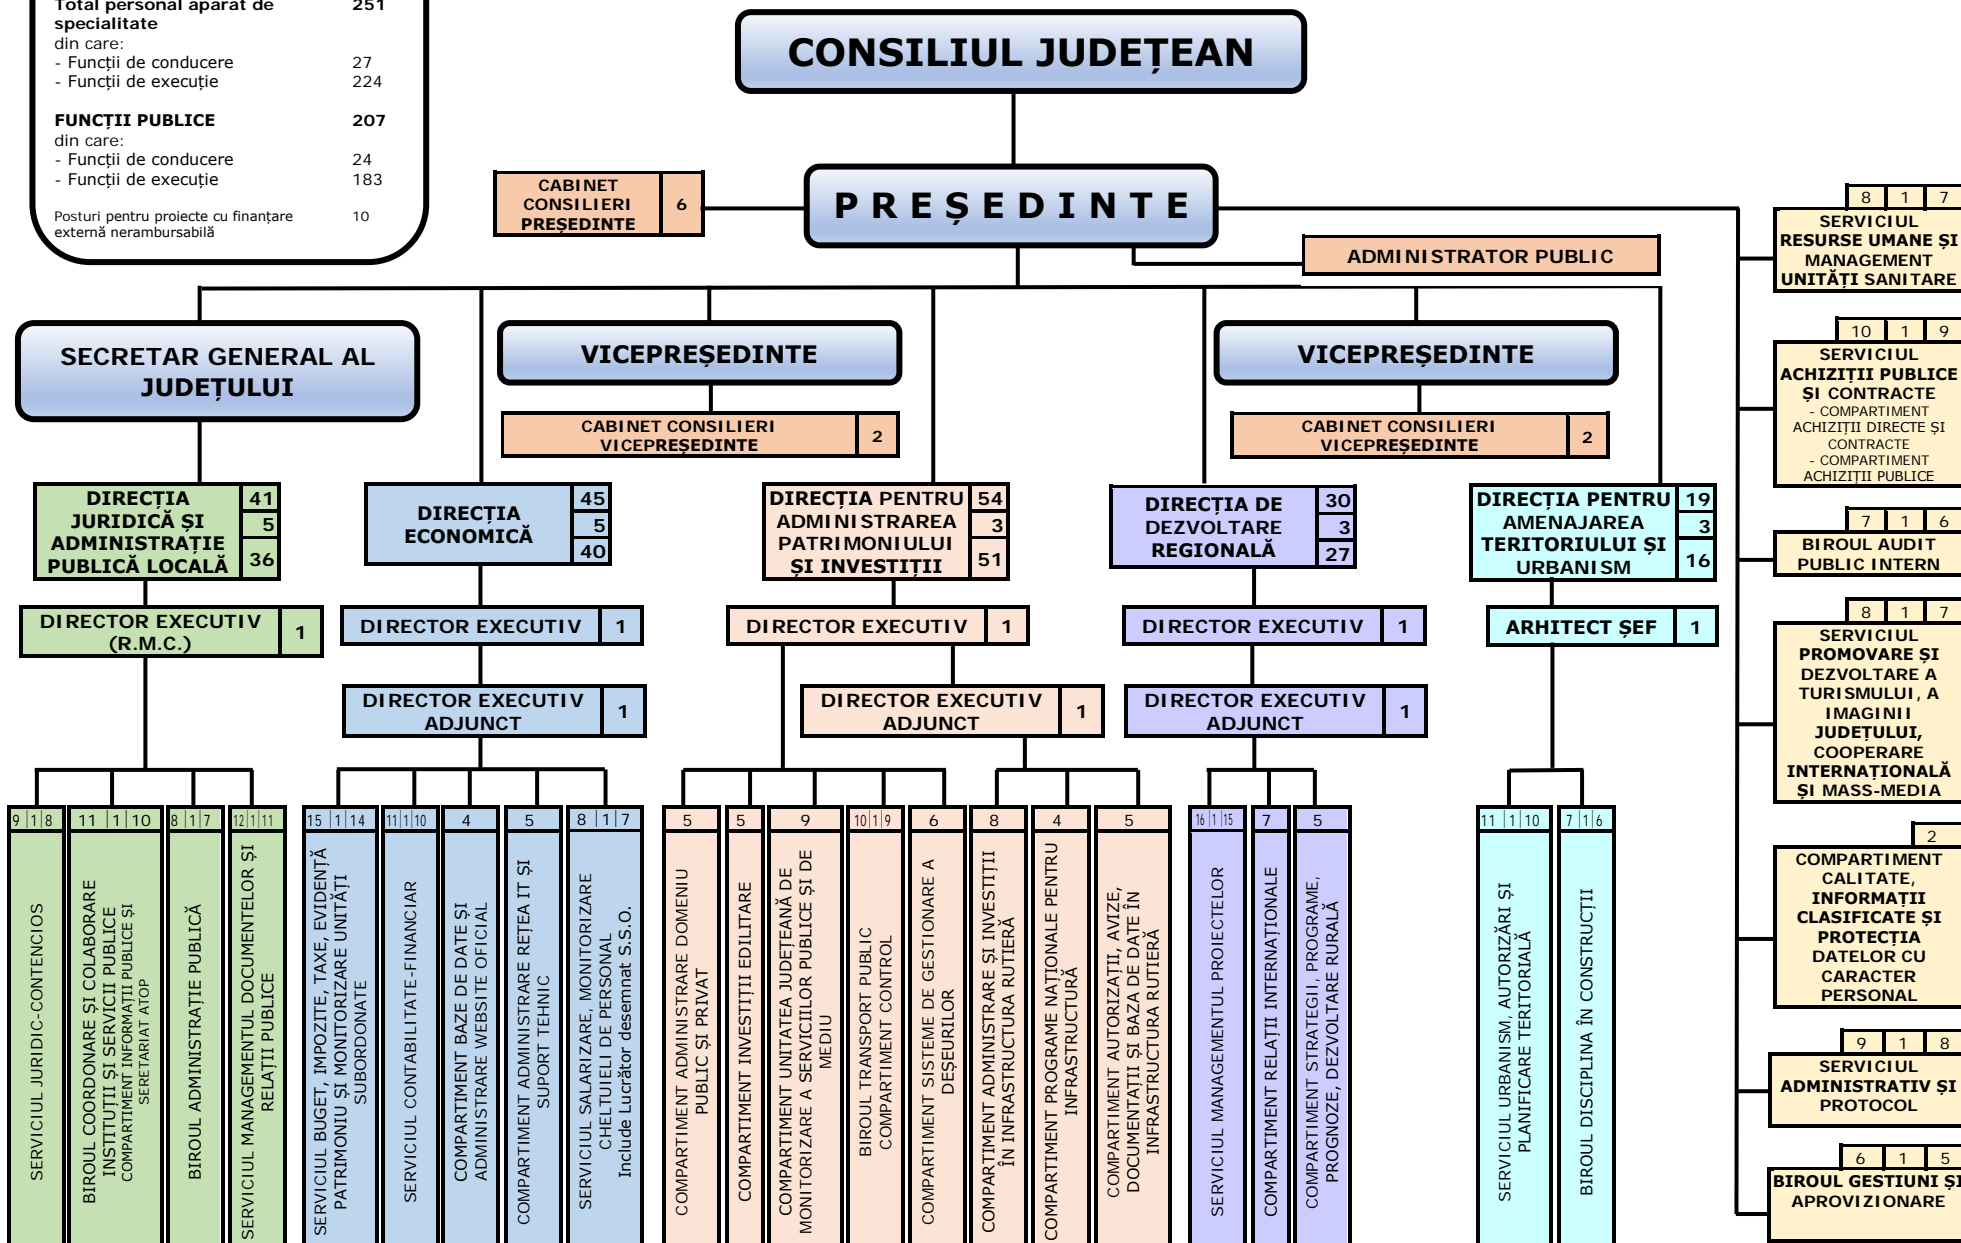 Total personal aparat de 251
specialitate
din care:
- Funcții de conducere 27
- Funcții de execuție 224
FUNCȚII PUBLICE 207
din care:
- Funcții de conducere 24
- Funcții de execuție 183
Posturi pentru proiecte cu finanțare 10
externă nerambursabilă
CONSILIUL JUDEȚEAN
CABINET
CONSILIERI
PREȘEDINTE
6
PREȘEDINTE
ADMINISTRATOR PUBLIC
SECRETAR GENERAL AL
JUDEȚULUI
VICEPREȘEDINTE
CABINET CONSILIERI
VICEPREȘEDINTE
2
VICEPREȘEDINTE
CABINET CONSILIERI
VICEPREȘEDINTE
2
DIRECȚIA
JURIDICĂ ȘI
ADMINISTRAȚIE
PUBLICĂ LOCALĂ
41
5
36
DIRECȚIA
ECONOMICĂ
45
5
40
DIRECȚIA PENTRU
ADMINISTRAREA
PATRIMONIULUI
ȘI INVESTIȚII
54
3
51
DIRECȚIA DE
DEZVOLTARE
REGIONALĂ
30
3
27
DIRECȚIA PENTRU
AMENAJAREA
TERITORIULUI ȘI
URBANISM
19
3
16
DIRECTOR EXECUTIV
(R.M.C.)
1
DIRECTOR EXECUTIV 1
DIRECTOR EXECUTIV 1
DIRECTOR EXECUTIV 1
ARHITECT ȘEF 1
DIRECTOR EXECUTIV
ADJUNCT
1
DIRECTOR EXECUTIV
ADJUNCT
1
DIRECTOR EXECUTIV
ADJUNCT
1
9 1 8
SERVICIUL JURIDIC-CONTENCIOS
11 1 10
BIROUL COORDONARE ȘI COLABORARE
INSTITUȚII ȘI SERVICII PUBLICE
COMPARTIMENT INFORMAȚII PUBLICE ȘI
SERETARIAT ATOP
8 1 7
BIROUL ADMINISTRAȚIE PUBLICĂ
12 1 11
SERVICIUL MANAGEMENTUL DOCUMENTELOR ȘI
RELAȚII PUBLICE
15 1 14
SERVICIUL BUGET, IMPOZITE, TAXE, EVIDENȚĂ
PATRIMONIU ȘI MONITORIZARE UNITĂȚI
SUBORDONATE
11 1 10
SERVICIUL CONTABILITATE-FINANCIAR
4
COMPARTIMENT BAZE DE DATE ȘI
ADMINISTRARE WEBSITE OFICIAL
5
COMPARTIMENT ADMINISTRARE REȚEA IT ȘI
SUPORT TEHNIC
8 1 7
SERVICIUL SALARIZARE, MONITORIZARE
CHELTUIELI DE PERSONAL
Include Lucrător desemnat S.S.O.
5
COMPARTIMENT ADMINISTRARE DOMENIU
PUBLIC ȘI PRIVAT
5
COMPARTIMENT INVESTIȚII EDILITARE
9
COMPARTIMENT UNITATEA JUDEȚEANĂ DE
MONITORIZARE A SERVICIILOR PUBLICE ȘI DE
MEDIU
10 1 9
BIROUL TRANSPORT PUBLIC
COMPARTIMENT CONTROL
6
COMPARTIMENT SISTEME DE GESTIONARE A
DEȘEURILOR
8
COMPARTIMENT ADMINISTRARE ȘI INVESTIȚII
ÎN INFRASTRUCTURA RUTIERĂ
4
COMPARTIMENT PROGRAME NAȚIONALE PENTRU
INFRASTRUCTURĂ
5
COMPARTIMENT AUTORIZAȚII, AVIZE,
DOCUMENTAȚII ȘI BAZA DE DATE ÎN
INFRASTRUCTURA RUTIERĂ
16 1 15
SERVICIUL MANAGEMENTUL PROIECTELOR
7
COMPARTIMENT RELAȚII INTERNAȚIONALE
5
COMPARTIMENT STRATEGII, PROGRAME,
PROGNOZE, DEZVOLTARE RURALĂ
11 1 10
SERVICIUL URBANISM, AUTORIZĂRI ȘI
PLANIFICARE TERITORIALĂ
7 1 6
BIROUL DISCIPLINA ÎN CONSTRUCȚII
8 1 7
SERVICIUL
RESURSE UMANE ȘI
MANAGEMENT
UNITĂȚI SANITARE
10 1 9
SERVICIUL
ACHIZIȚII PUBLICE
ȘI CONTRACTE
- COMPARTIMENT
ACHIZIȚII DIRECTE ȘI
CONTRACTE
- COMPARTIMENT
ACHIZIȚII PUBLICE
7 1 6
BIROUL AUDIT
PUBLIC INTERN
8 1 7
SERVICIUL
PROMOVARE ȘI
DEZVOLTARE A
TURISMULUI, A
IMAGINII
JUDEȚULUI,
COOPERARE
INTERNAȚIONALĂ
ȘI MASS-MEDIA
2
COMPARTIMENT
CALITATE,
INFORMAȚII
CLASIFICATE ȘI
PROTECȚIA
DATELOR CU
CARACTER
PERSONAL
9 1 8
SERVICIUL
ADMINISTRATIV ȘI
PROTOCOL
6 1 5
BIROUL GESTIUNI ȘI
APROVIZIONARE